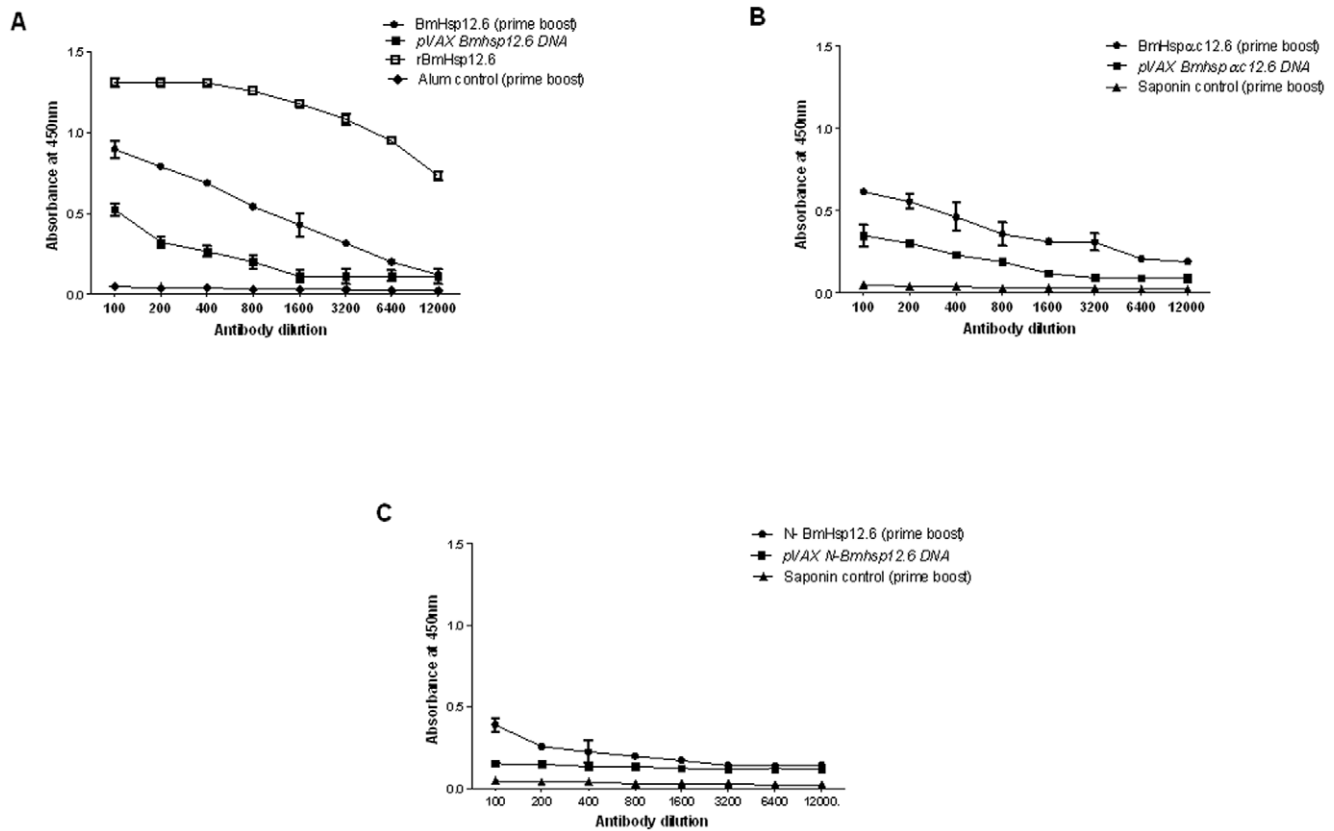 A
BmHsp12.6 (prime boost)
pVAX Bmhsp12.6 DNA
rBmHsp12.6
Alum control (prime boost)
1.5
1.0
0.5
0.0
Absorbance at 450nm
100 200 400 800 1600 3200 6400 12000
Antibody dilution
B
BmHspαc12.6 (prime boost)
pVAX Bmhsp αc12.6 DNA
Saponin control (prime boost)
1.5
1.0
0.5
0.0
Absorbance at 450nm
100 200 400 800 1600 3200 6400 12000
Antibody dilution
C
N- BmHsp12.6 (prime boost)
pVAX N-Bmhsp12.6 DNA
Saponin control (prime boost)
1.5
1.0
0.5
0.0
Absorbance at 450nm
100 200 400 800 1600 3200 6400 12000.
Antibody dilution